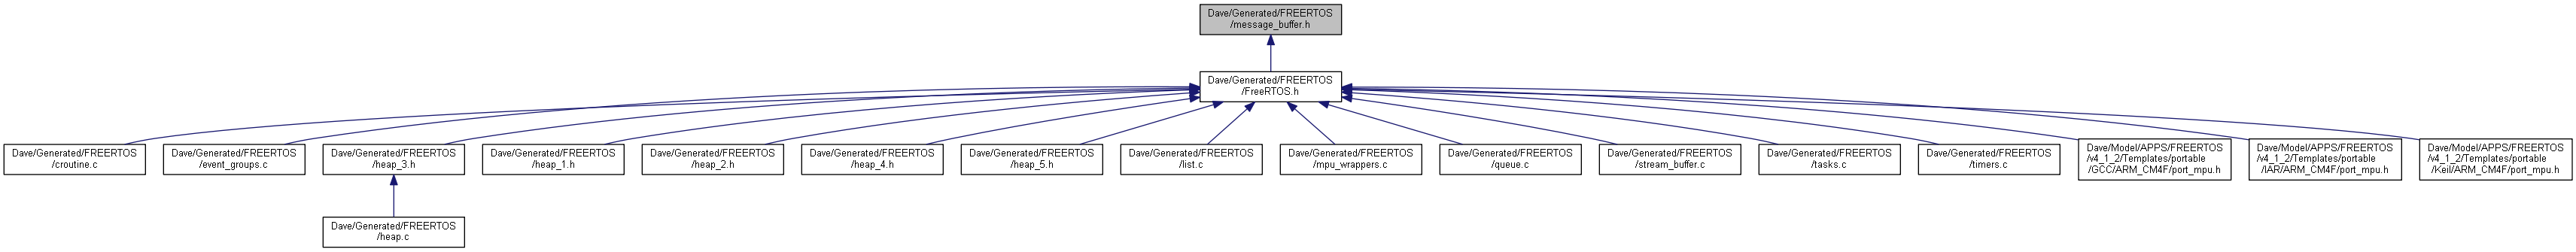 Dave/Generated/FREERTOS
/message_buffer.h
Dave/Generated/FREERTOS
/FreeRTOS.h
Dave/Generated/FREERTOS
/croutine.c
Dave/Generated/FREERTOS
/event_groups.c
Dave/Generated/FREERTOS
/heap_3.h
Dave/Generated/FREERTOS
/heap_1.h
Dave/Generated/FREERTOS
/heap_2.h
Dave/Generated/FREERTOS
/heap_4.h
Dave/Generated/FREERTOS
/heap_5.h
Dave/Generated/FREERTOS
/list.c
Dave/Generated/FREERTOS
/mpu_wrappers.c
Dave/Generated/FREERTOS
/queue.c
Dave/Generated/FREERTOS
/stream_buffer.c
Dave/Generated/FREERTOS
/tasks.c
Dave/Generated/FREERTOS
/timers.c
Dave/Model/APPS/FREERTOS
/v4_1_2/Templates/portable
/GCC/ARM_CM4F/port_mpu.h
Dave/Model/APPS/FREERTOS
/v4_1_2/Templates/portable
/IAR/ARM_CM4F/port_mpu.h
Dave/Model/APPS/FREERTOS
/v4_1_2/Templates/portable
/Keil/ARM_CM4F/port_mpu.h
Dave/Generated/FREERTOS
/heap.c